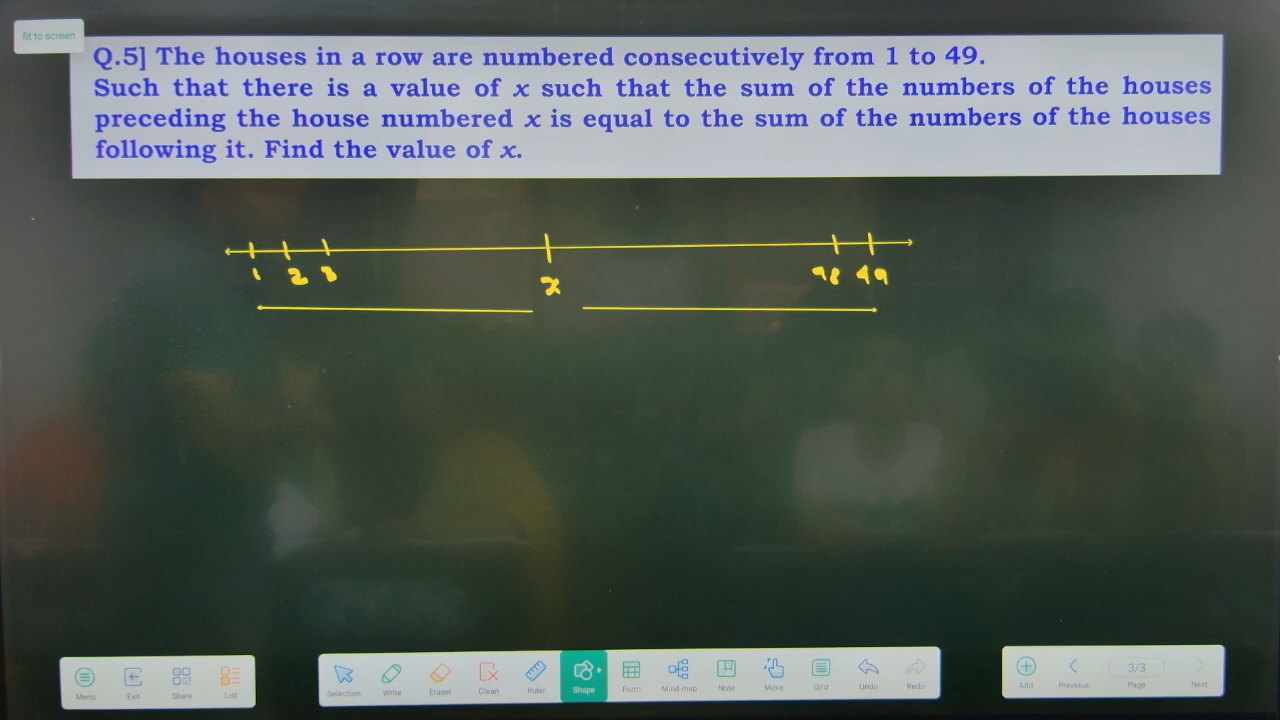 fit to screen
Q.5] The houses in a row are numbered consecutively from 1 to 49.
Such that there is a value of x such that the sum of the numbers of the houses
preceding the house numbered x is equal to the sum of the numbers of the houses
following it. Find the value of x.
1 2 3 x 48 49
Menu Exit Share List Selection Write Eraser Clean Ruler Shape Form Mind map Note Move Grid Undo Redo Add Previous 3/3 Page Next